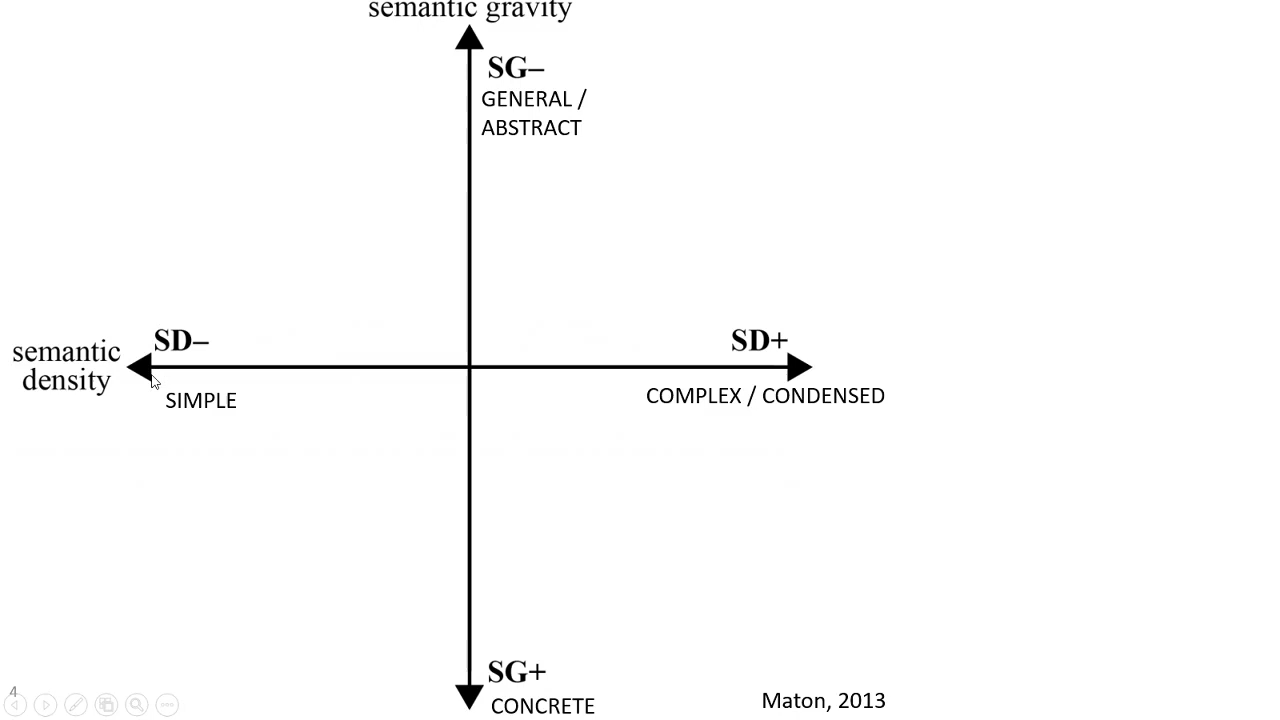 semantic gravity
SG–
GENERAL /
ABSTRACT
SD–
SD+
semantic
density
SIMPLE
COMPLEX / CONDENSED
SG+
CONCRETE
Maton, 2013
4